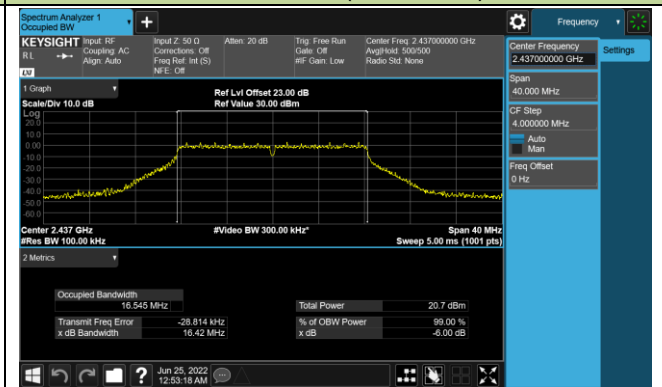 Spectrum Analyzer 1
Occupied BW
+
Frequency
KEYSIGHT
RL
Input: RF
Coupling: AC
Align: Auto
Input Z: 50 Ω
Corrections: Off
Freq Ref: Int (S)
NFE: Off
Atten: 20 dB
Trig: Free Run
Gate: Off
#IF Gain: Low
Center Freq: 2.437000000 GHz
Avg|Hold: 500/500
Radio Std: None
LXI
1 Graph
Scale/Div 10.0 dB
Ref Lvl Offset 23.00 dB
Ref Value 30.00 dBm
Log
20.0
10.0
0.00
-10.0
-20.0
-30.0
-40.0
-50.0
-60.0
Center 2.437 GHz
#Res BW 100.00 kHz
#Video BW 300.00 kHz*
Span 40 MHz
Sweep 5.00 ms (1001 pts)
2 Metrics
Occupied Bandwidth
16.545 MHz
Total Power 20.7 dBm
Transmit Freq Error -28.814 kHz
% of OBW Power 99.00 %
x dB Bandwidth 16.42 MHz
x dB -6.00 dB
Center Frequency
2.437000000 GHz
Settings
Span
40.000 MHz
CF Step
4.000000 MHz
Auto
Man
Freq Offset
0 Hz
?
Jun 25, 2022
12:53:18 AM